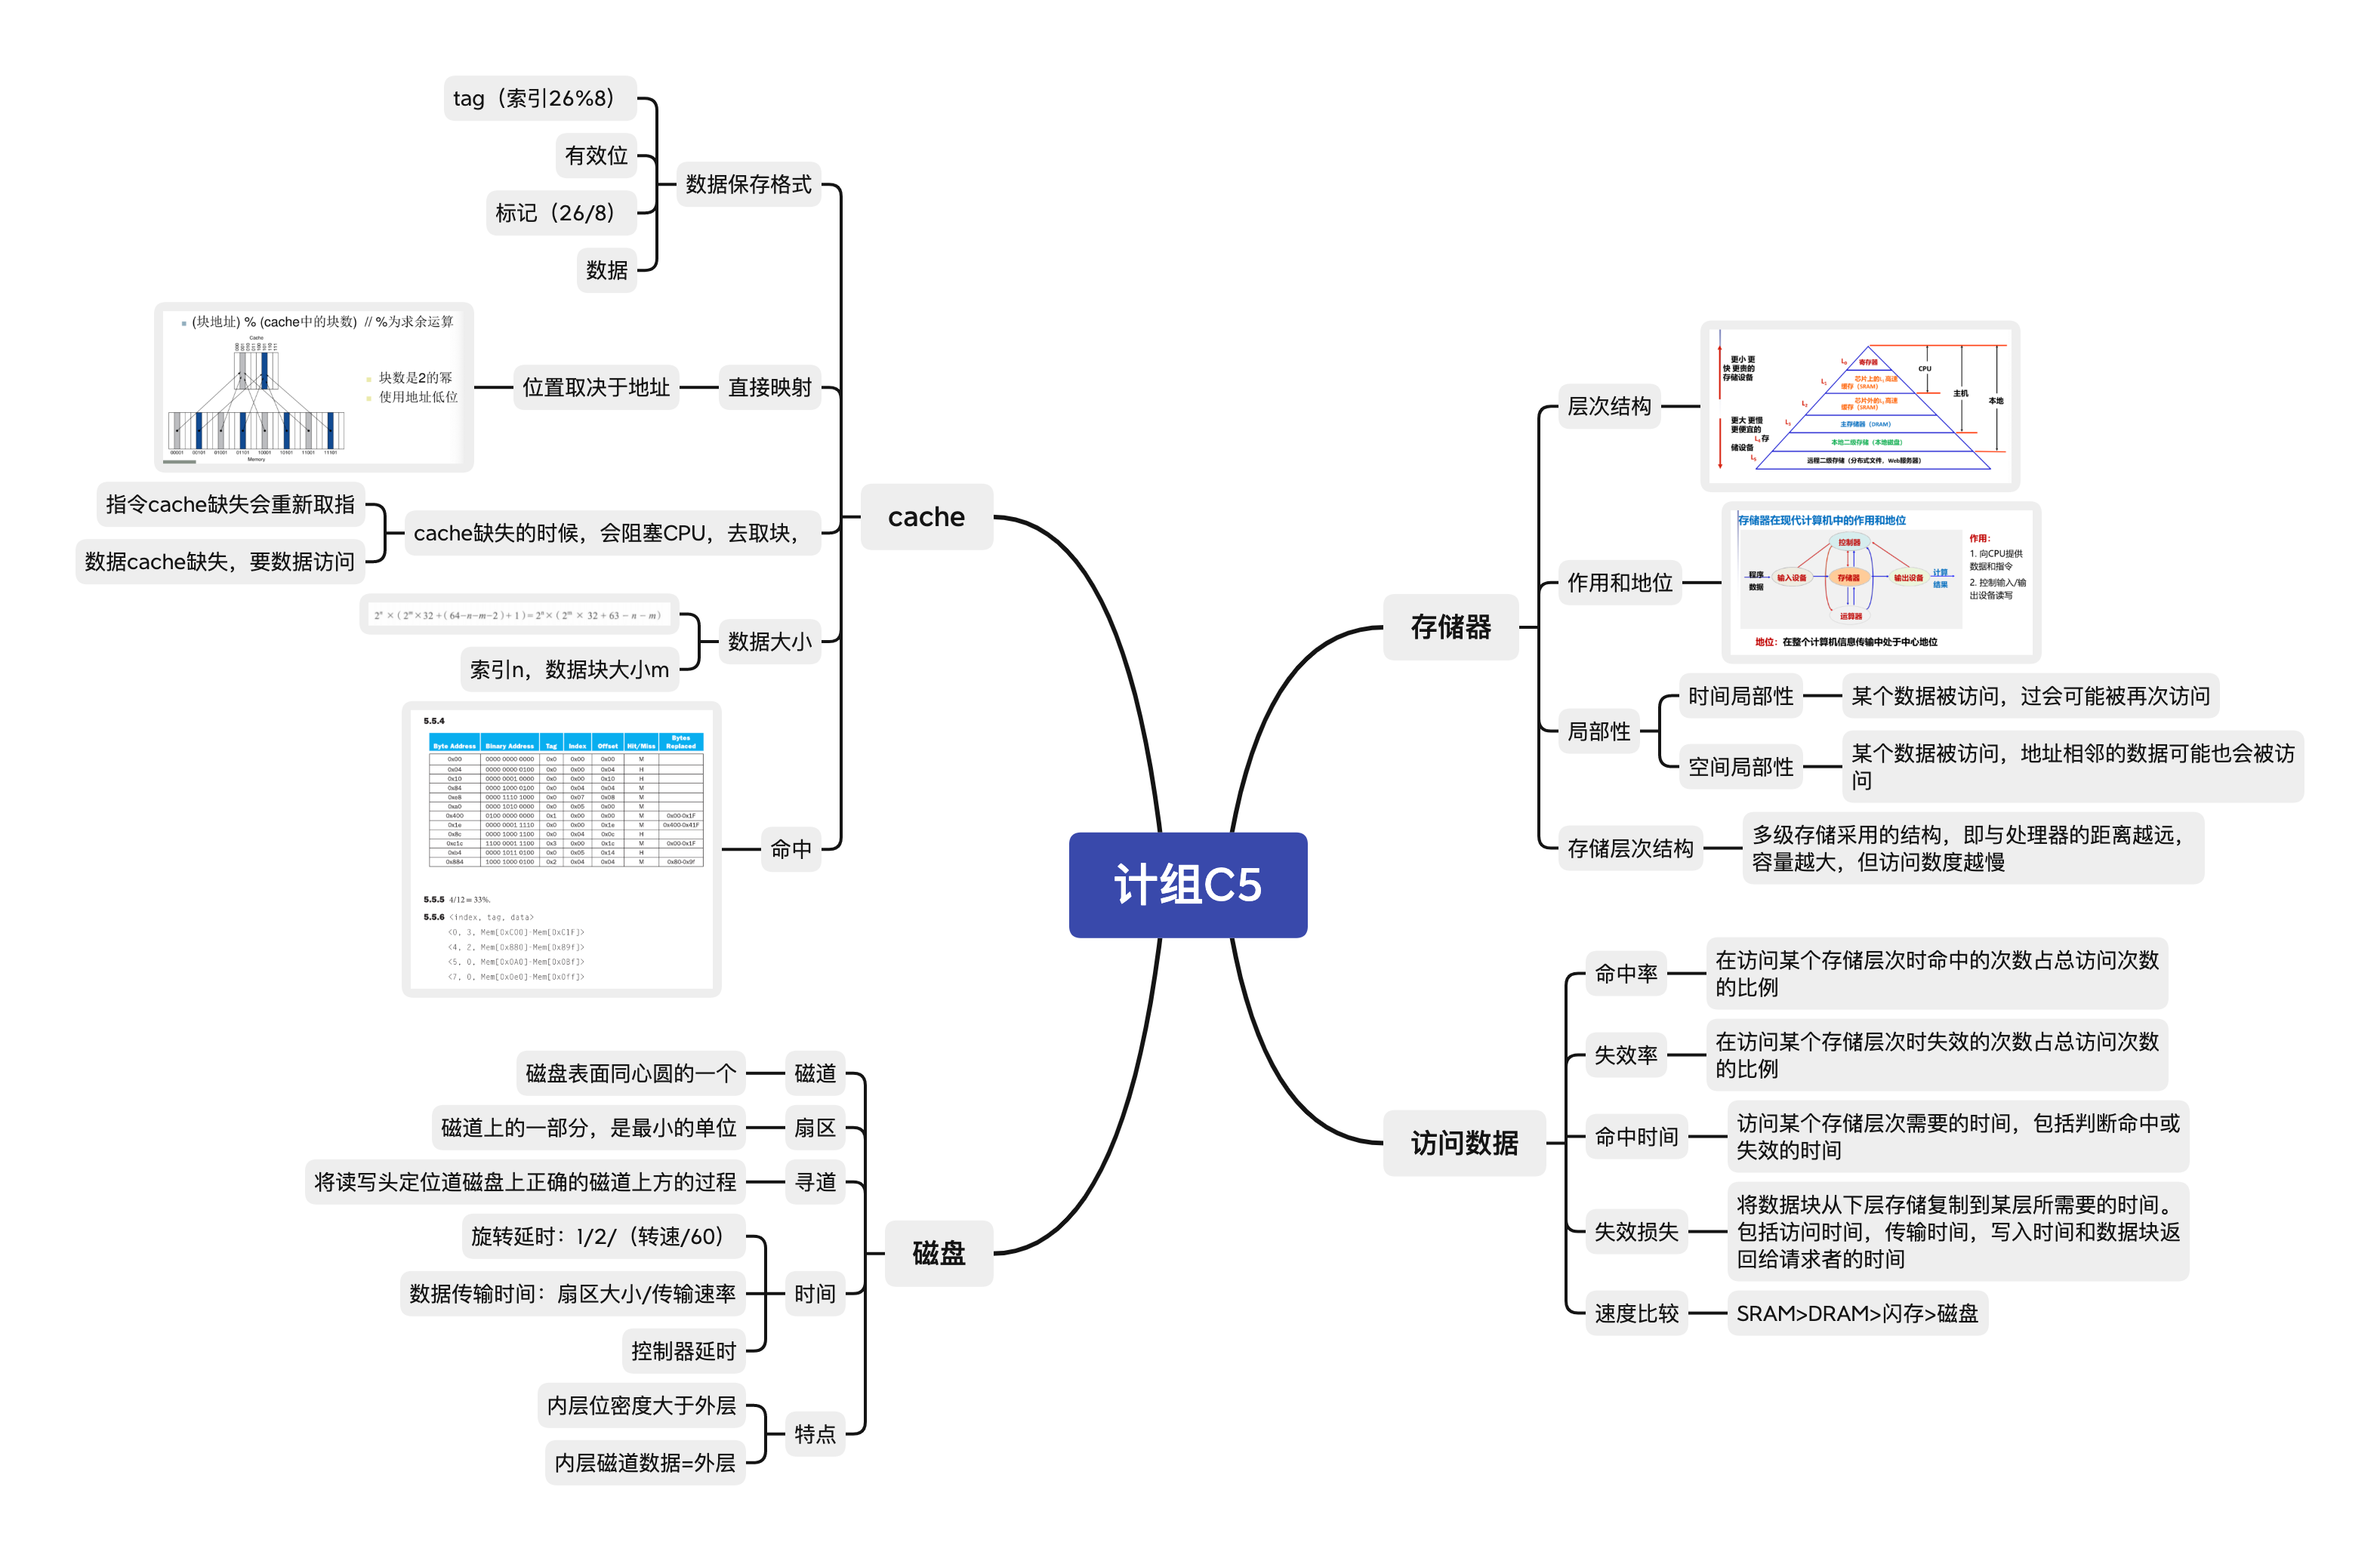 计组C5
cache
数据保存格式
tag（索引26%8）
有效位
标记（26/8）
数据
直接映射
位置取决于地址
(块地址) % (cache中的块数)  // %为求余运算
Cache
000 001 010 011 100 101 110 111
块数是2的幂
使用地址低位
00001 00101 01001 01101 10001 10101 11001 11101
Memory
cache缺失的时候，会阻塞CPU，去取块，
指令cache缺失会重新取指
数据cache缺失，要数据访问
数据大小
2ⁿ ×(2ᵐ×32+(64−n−m−2)+1)=2ⁿ×(2ᵐ × 32+63−n−m)
索引n，数据块大小m
命中
5.5.4
Byte Address Binary Address Tag Index Offset Hit/Miss Bytes Replaced
0x00 0000 0000 0000 0x0 0x00 0x00 M
0x04 0000 0000 0100 0x0 0x00 0x04 H
0x10 0000 0001 0000 0x0 0x00 0x10 H
0x84 0000 1000 0100 0x0 0x04 0x04 M
0xe8 0000 1110 1000 0x0 0x07 0x08 M
0xa0 0000 1010 0000 0x0 0x05 0x00 M
0x400 0100 0000 0000 0x1 0x00 0x00 M 0x00-0x1F
0x1e 0000 0001 1110 0x0 0x00 0x1e M 0x400-0x41F
0x8c 0000 1000 1100 0x0 0x04 0x0c H
0xc1c 1100 0001 1100 0x3 0x00 0x1c M 0x00-0x1F
0xb4 0000 1011 0100 0x0 0x05 0x14 H
0x884 1000 1000 0100 0x2 0x04 0x04 M 0x80-0x9f
5.5.5 4/12 = 33%.
5.5.6 <index, tag, data>
<0, 3, Mem[0xC00]-Mem[0xC1F]>
<4, 2, Mem[0x880]-Mem[0x89f]>
<5, 0, Mem[0x0A0]-Mem[0x0Bf]>
<7, 0, Mem[0x0e0]-Mem[0x0ff]>
磁盘
磁道
磁盘表面同心圆的一个
扇区
磁道上的一部分，是最小的单位
寻道
将读写头定位道磁盘上正确的磁道上方的过程
时间
旋转延时：1/2/（转速/60）
数据传输时间：扇区大小/传输速率
控制器延时
特点
内层位密度大于外层
内层磁道数据=外层
存储器
层次结构
更小 更
快 更贵的
存储设备
更大 更慢
更便宜的
存
储设备
L₀
寄存器
L₁
芯片上的L₁高速
缓存（SRAM）
L₂
芯片外的L₂高速
缓存（SRAM）
L₃
主存储器（DRAM）
L₄
本地二级存储（本地磁盘）
L₅
远程二级存储（分布式文件，Web服务器）
CPU
主机
本地
作用和地位
存储器在现代计算机中的作用和地位
控制器
程序
数据
输入设备
存储器
输出设备
计算
结果
运算器
作用：
1. 向CPU提供
数据和指令
2. 控制输入/输
出设备读写
地位：在整个计算机信息传输中处于中心地位
局部性
时间局部性
某个数据被访问，过会可能被再次访问
空间局部性
某个数据被访问，地址相邻的数据可能也会被访
问
存储层次结构
多级存储采用的结构，即与处理器的距离越远，
容量越大，但访问数度越慢
访问数据
命中率
在访问某个存储层次时命中的次数占总访问次数
的比例
失效率
在访问某个存储层次时失效的次数占总访问次数
的比例
命中时间
访问某个存储层次需要的时间，包括判断命中或
失效的时间
失效损失
将数据块从下层存储复制到某层所需要的时间。
包括访问时间，传输时间，写入时间和数据块返
回给请求者的时间
速度比较
SRAM>DRAM>闪存>磁盘